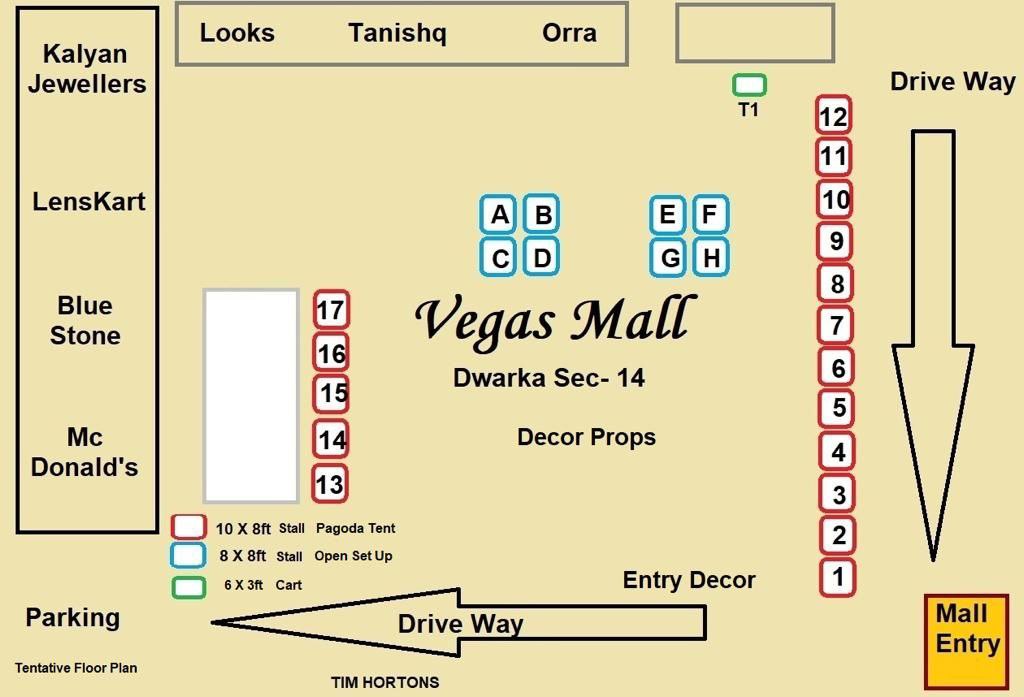 Looks Tanishq Orra
Kalyan
Jewellers
Drive Way
T1
12
11
LensKart
10
A B
E F
9
C D
G H
8
Blue
Stone
17
Vegas Mall
7
16
6
Dwarka Sec- 14
15
5
Mc
Donald's
14
Decor Props
4
13
3
10 X 8ft Stall Pagoda Tent
2
8 X 8ft Stall Open Set Up
6 X 3ft Cart
Entry Decor
1
Parking
Drive Way
Mall
Entry
Tentative Floor Plan
TIM HORTONS